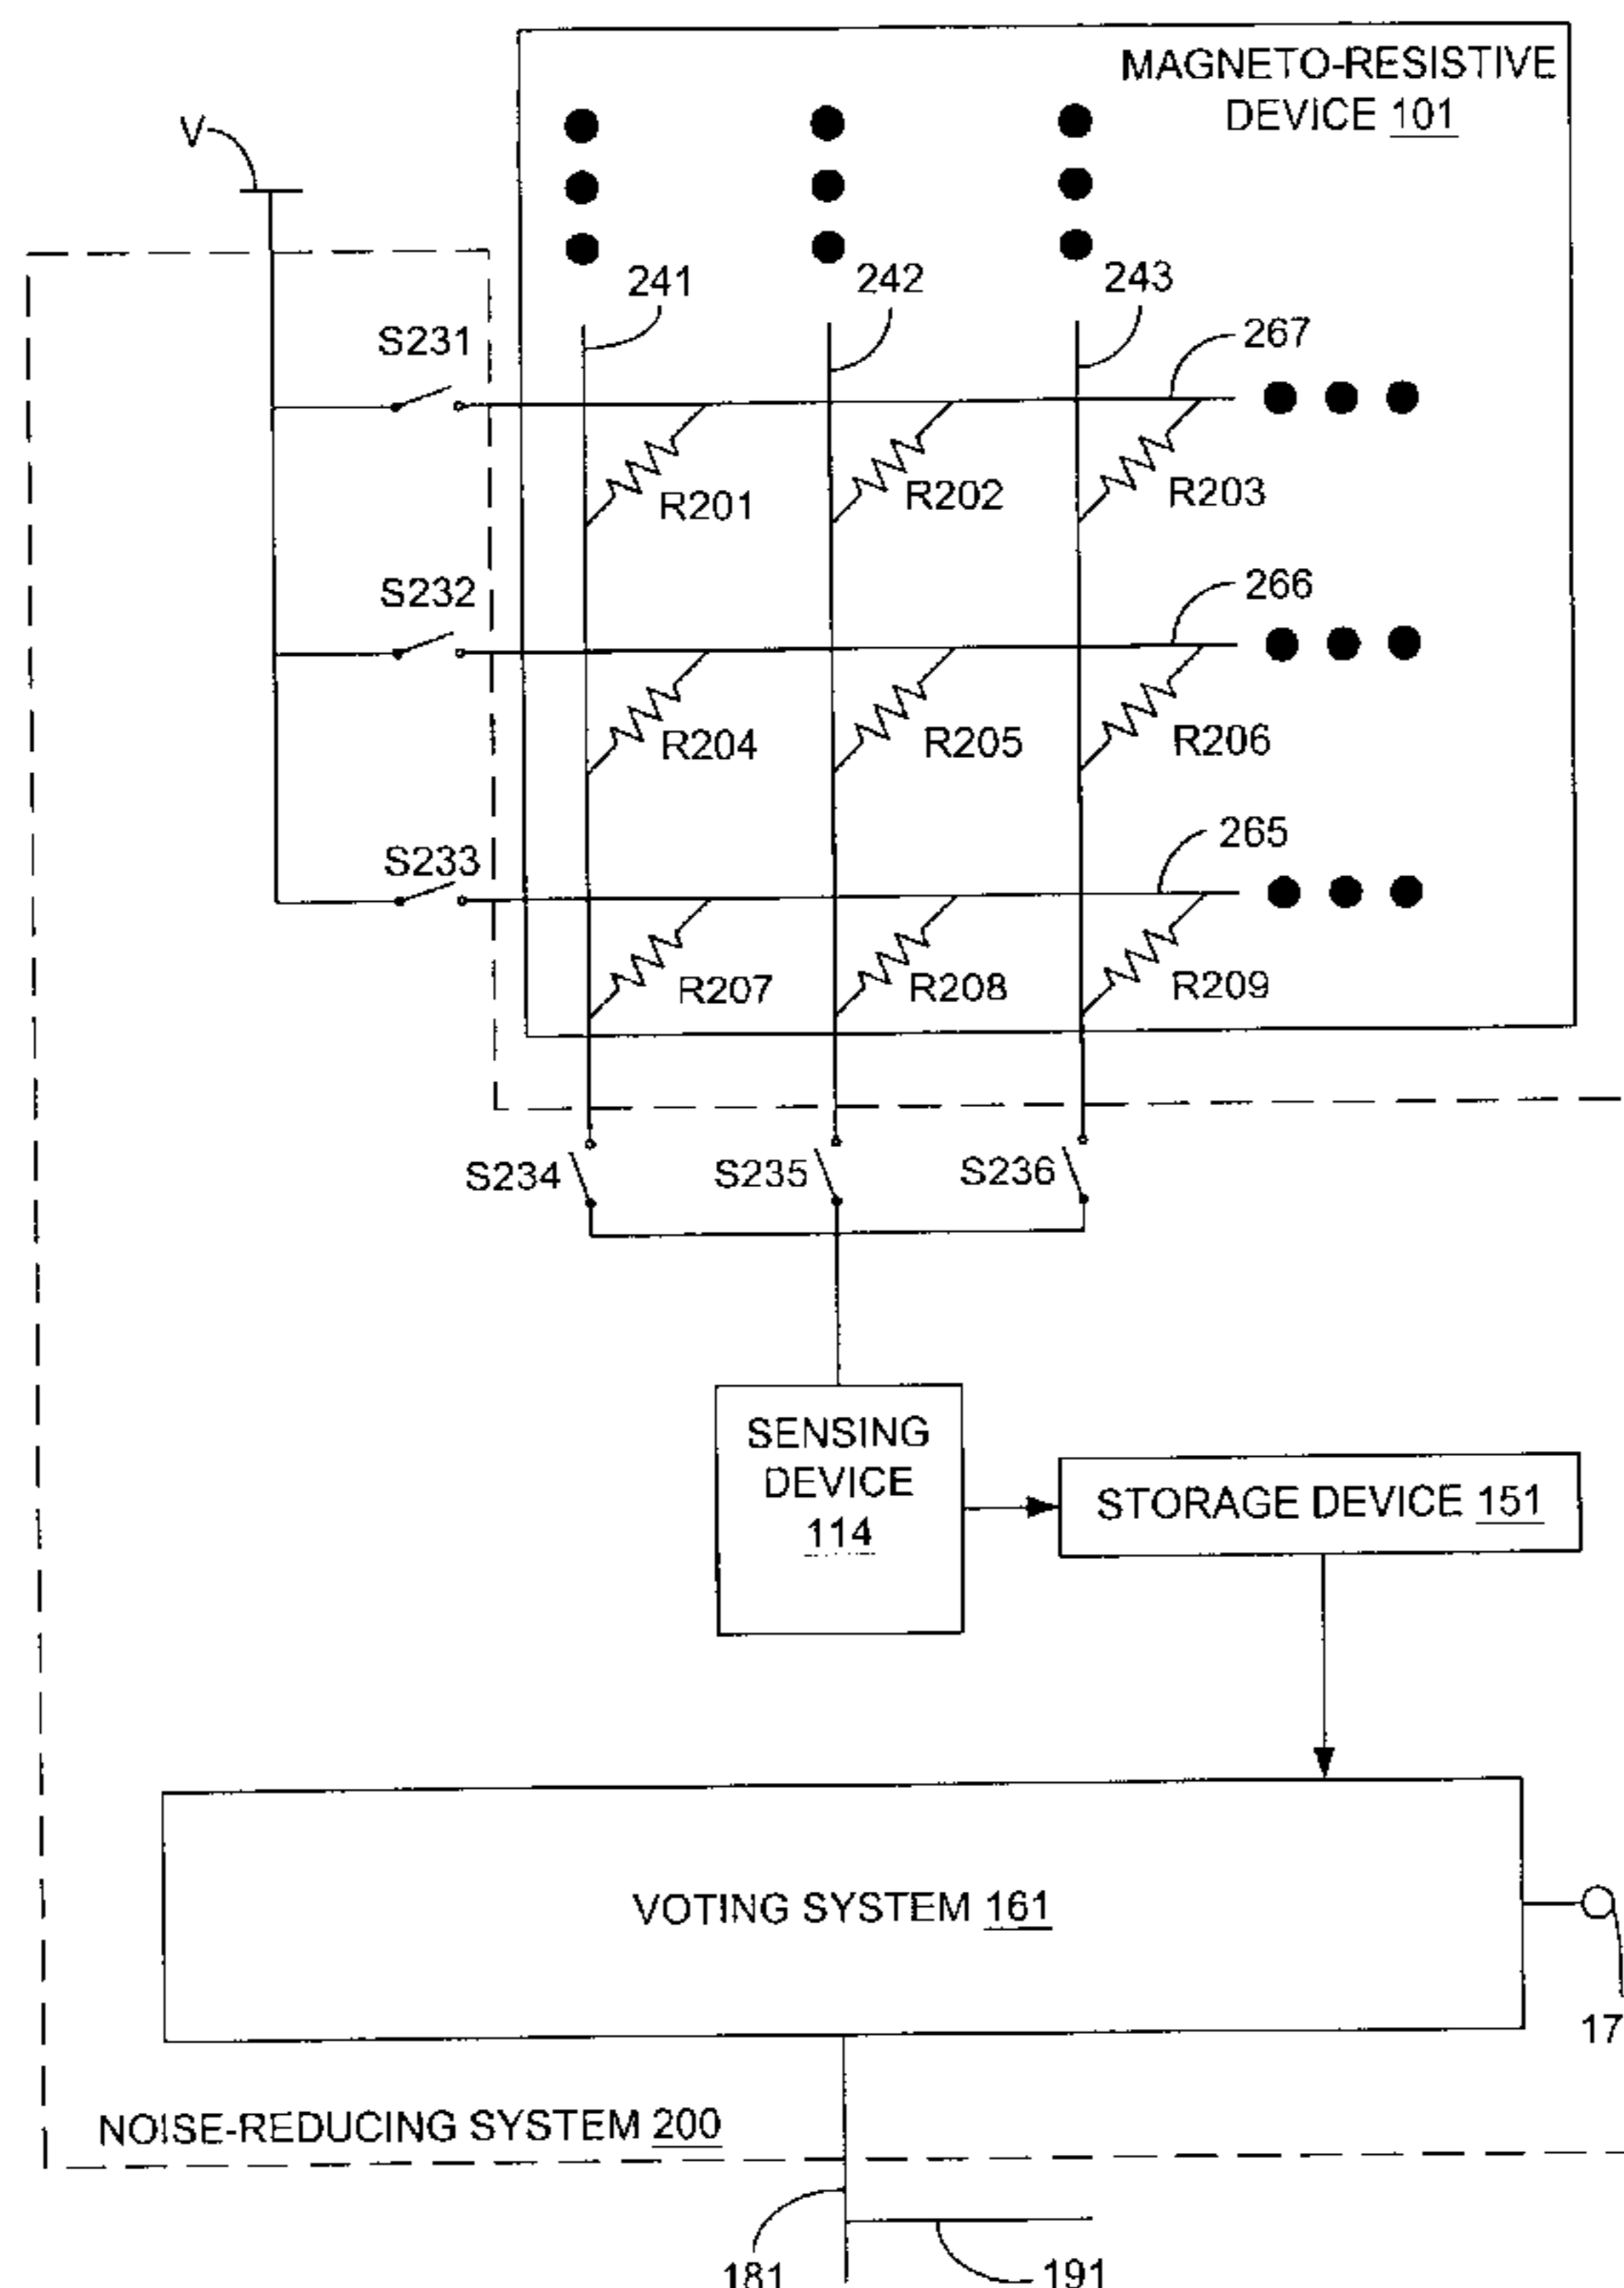 MAGNETO-RESISTIVE
DEVICE 101
V
241
242
243
S231
267
R201
R202
R203
S232
266
R204
R205
R206
S233
265
R207
R208
R209
S234
S235
S236
SENSING
DEVICE
114
STORAGE DEVICE 151
VOTING SYSTEM 161
17
NOISE-REDUCING SYSTEM 200
181
191